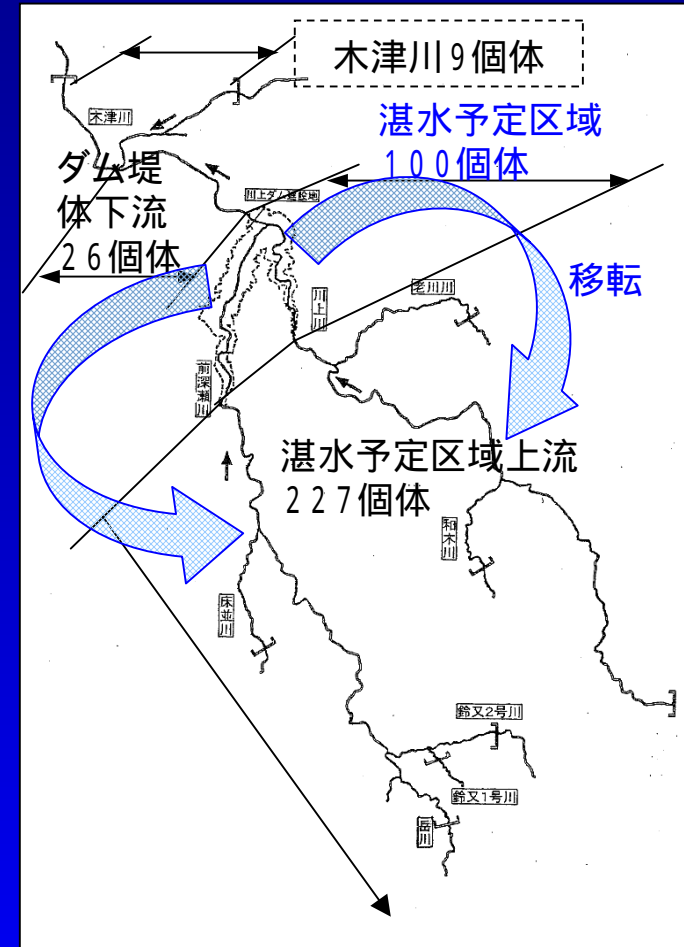 木津川9個体
木津川
湛水予定区域
100個体
ダム堤
体下流
26個体
川上ダム建設地
移転
老川川
川上川
前深瀬川
湛水予定区域上流
227個体
和木川
床並川
鈴又2号川
鈴又1号川
岳川